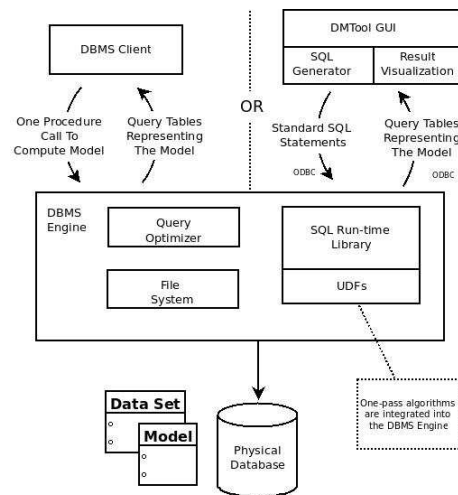 DBMS Client
DMTool GUI
SQL
Generator
Result
Visualization
OR
One Procedure
Call To
Compute Model
Query Tables
Representing
The Model
Standard SQL
Statements
ODBC
Query Tables
Representing
The Model
ODBC
DBMS
Engine
Query
Optimizer
File
System
SQL Run-time
Library
UDFs
One-pass algorithms
are integrated into
the DBMS Engine
Data Set
Model
Physical
Database